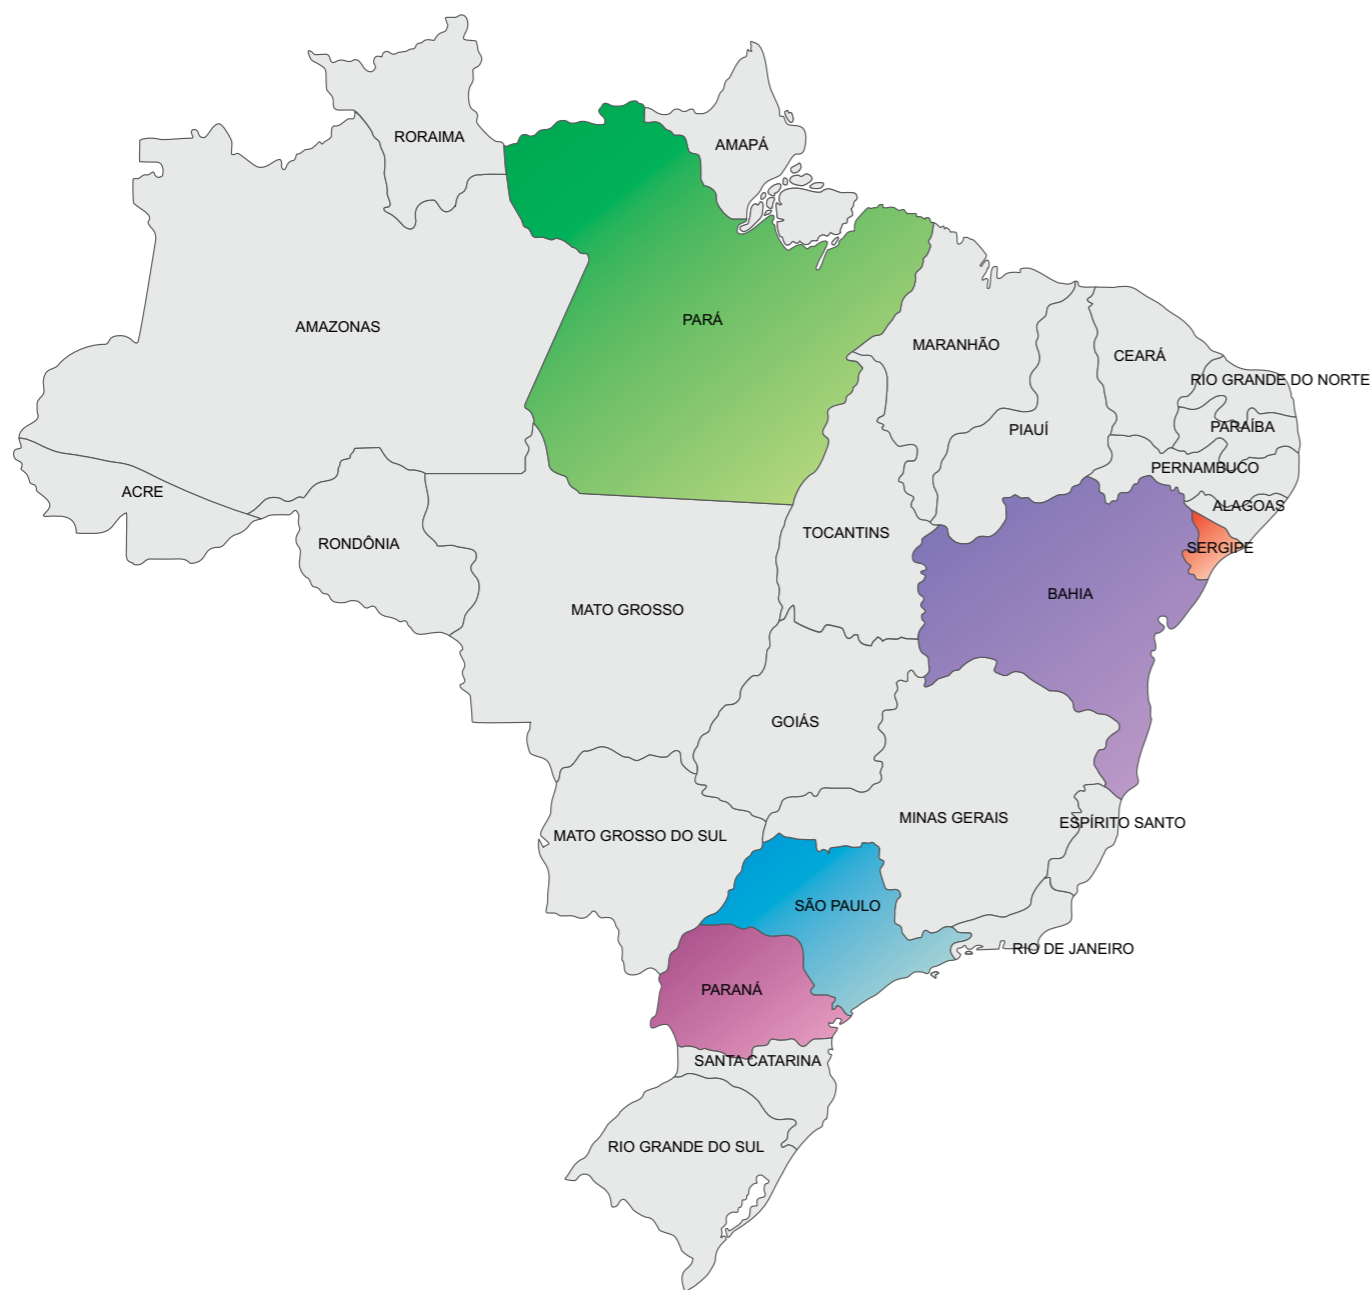 RORAIMA
AMAPÁ
PARÁ
AMAZONAS
MARANHÃO
CEARÁ
RIO GRANDE DO NORTE
PIAUÍ
PARAÍBA
PERNAMBUCO
ACRE
ALAGOAS
TOCANTINS
RONDÔNIA
SERGIPE
BAHIA
MATO GROSSO
GOIÁS
MINAS GERAIS
ESPÍRITO SANTO
MATO GROSSO DO SUL
SÃO PAULO
RIO DE JANEIRO
PARANÁ
SANTA CATARINA
RIO GRANDE DO SUL